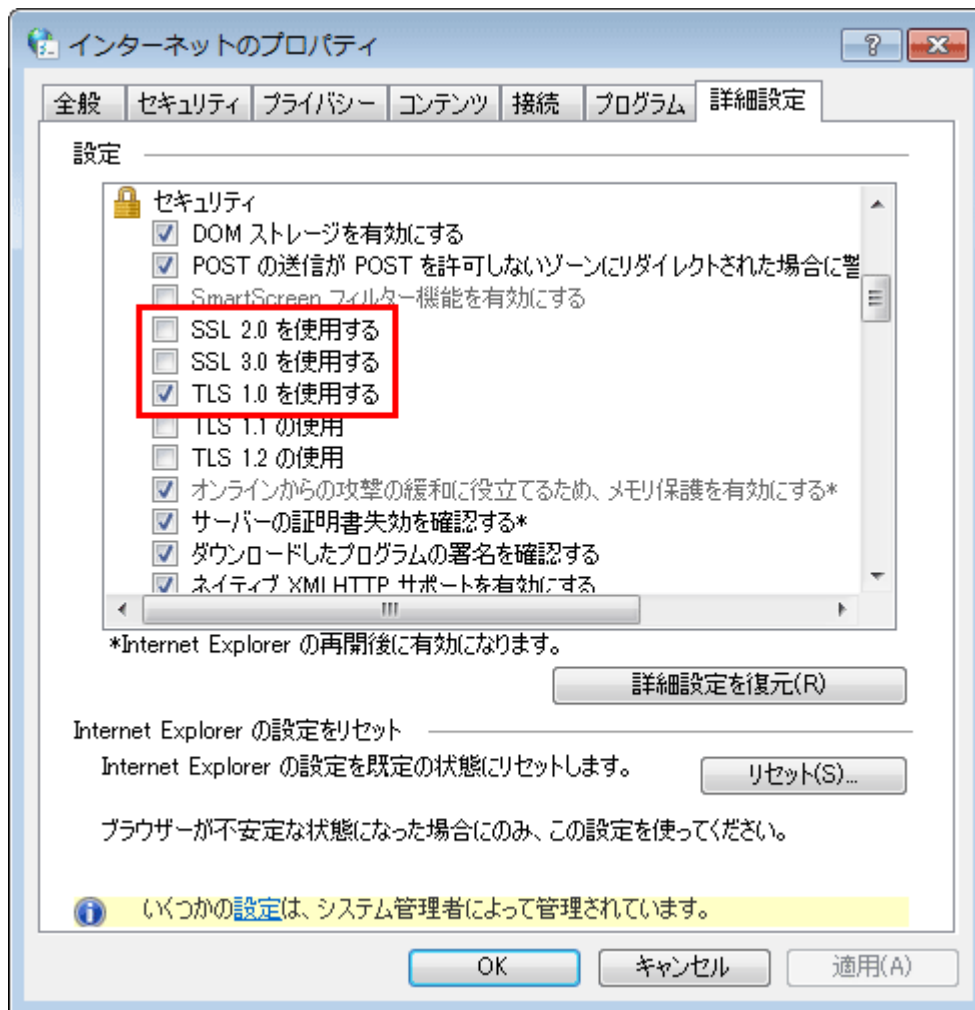 インターネットのプロパティ
全般 セキュリティ プライバシー コンテンツ 接続 プログラム 詳細設定
設定
セキュリティ
DOM ストレージを有効にする
POST の送信が POST を許可しないゾーンにリダイレクトされた場合に警
SmartScreen フィルター機能を有効にする
SSL 2.0 を使用する
SSL 3.0 を使用する
TLS 1.0 を使用する
TLS 1.1 の使用
TLS 1.2 の使用
オンラインからの攻撃の緩和に役立てるため、メモリ保護を有効にする*
サーバーの証明書失効を確認する*
ダウンロードしたプログラムの署名を確認する
ネイティブ XMLHTTP サポートを有効にする
*Internet Explorer の再開後に有効になります。
詳細設定を復元(R)
Internet Explorer の設定をリセット
Internet Explorer の設定を既定の状態にリセットします。
リセット(S)...
ブラウザーが不安定な状態になった場合にのみ、この設定を使ってください。
いくつかの設定は、システム管理者によって管理されています。
OK キャンセル 適用(A)